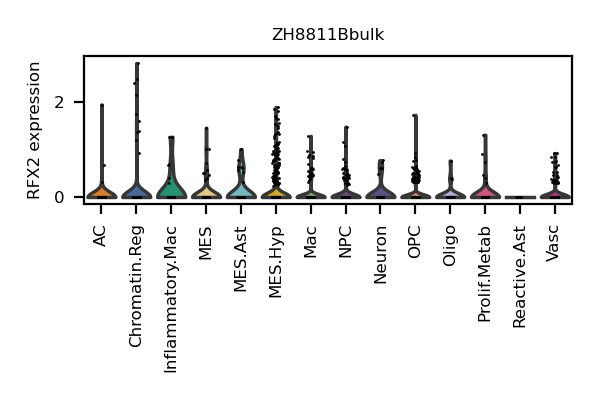 ZH8811Bbulk
RFX2 expression
2
0
AC
Chromatin.Reg
Inflammatory.Mac
MES
MES.Ast
MES.Hyp
Mac
NPC
Neuron
OPC
Oligo
Prolif.Metab
Reactive.Ast
Vasc